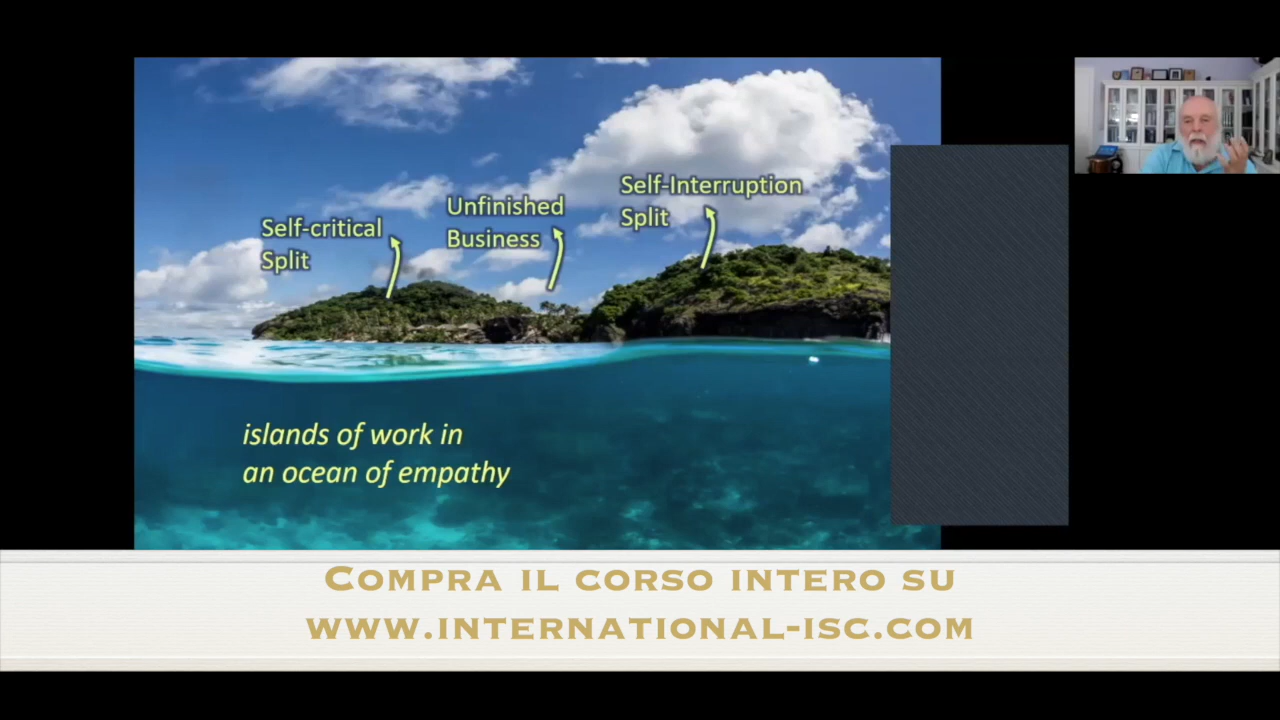 Self-critical
Split
Unfinished
Business
Self-Interruption
Split
islands of work in
an ocean of empathy
Compra il corso intero su
www.international-isc.com